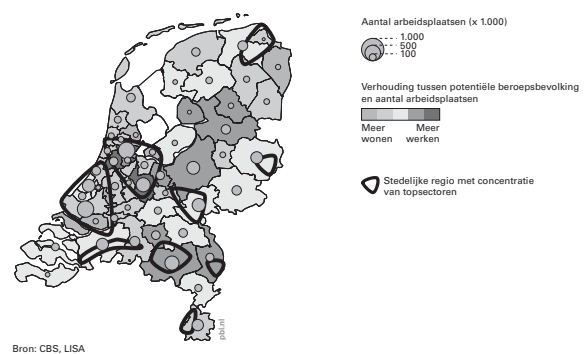 Aantal arbeidsplaatsen (x 1.000)
1.000
500
100
Verhouding tussen potentiële beroepsbevolking
en aantal arbeidsplaatsen
Meer Meer
wonen werken
Stedelijke regio met concentratie
van topsectoren
pbl.nl
Bron: CBS, LISA